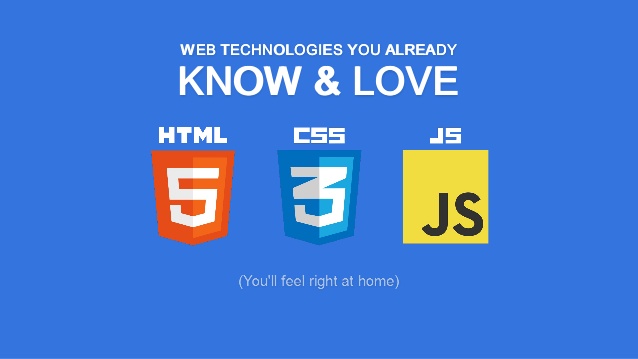 WEB TECHNOLOGIES YOU ALREADY
KNOW & LOVE
HTML CSS JS
5 3 JS
(You'll feel right at home)